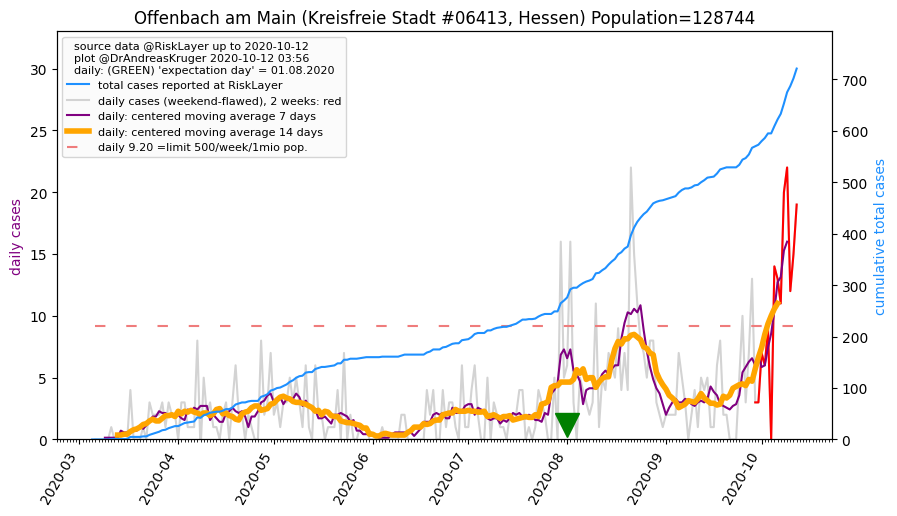 Offenbach am Main (Kreisfreie Stadt #06413, Hessen) Population=128744
source data @RiskLayer up to 2020-10-12
plot @DrAndreasKruger 2020-10-12 03:56
daily: (GREEN) 'expectation day' = 01.08.2020
total cases reported at RiskLayer
daily cases (weekend-flawed), 2 weeks: red
daily: centered moving average 7 days
daily: centered moving average 14 days
daily 9.20 =limit 500/week/1mio pop.
daily cases
30
25
20
15
10
5
0
cumulative total cases
700
600
500
400
300
200
100
0
2020-03
2020-04
2020-05
2020-06
2020-07
2020-08
2020-09
2020-10